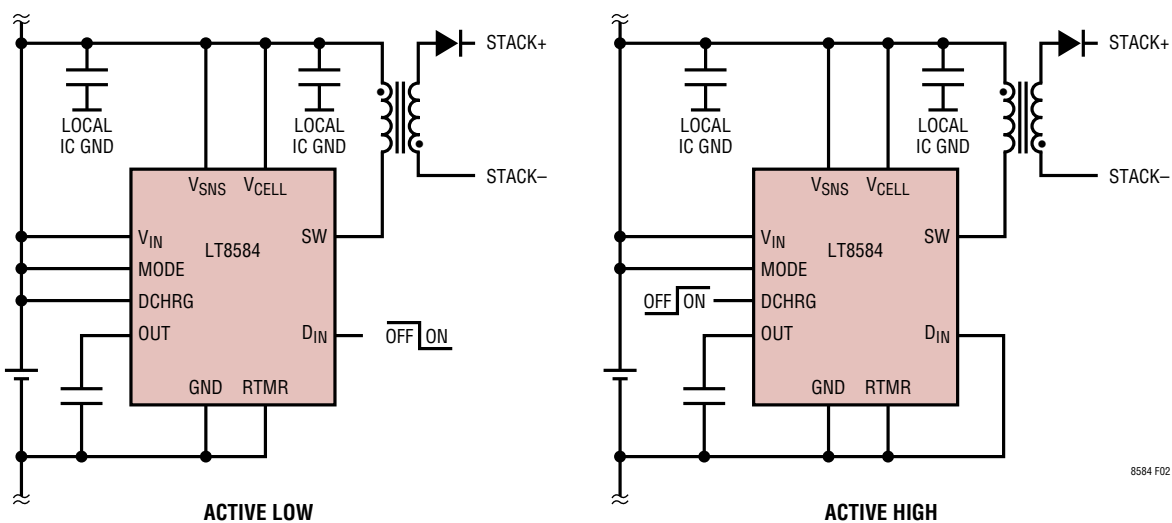 STACK+
LOCAL
IC GND
LOCAL
IC GND
STACK–
VSNS VCELL
VIN
SW
LT8584
MODE
DCHRG
OUT
DIN
OFF ON
GND RTMR
ACTIVE LOW
STACK+
LOCAL
IC GND
LOCAL
IC GND
STACK–
VSNS VCELL
VIN
SW
LT8584
MODE
OFF ON
DCHRG
OUT
DIN
GND RTMR
8584 F02
ACTIVE HIGH